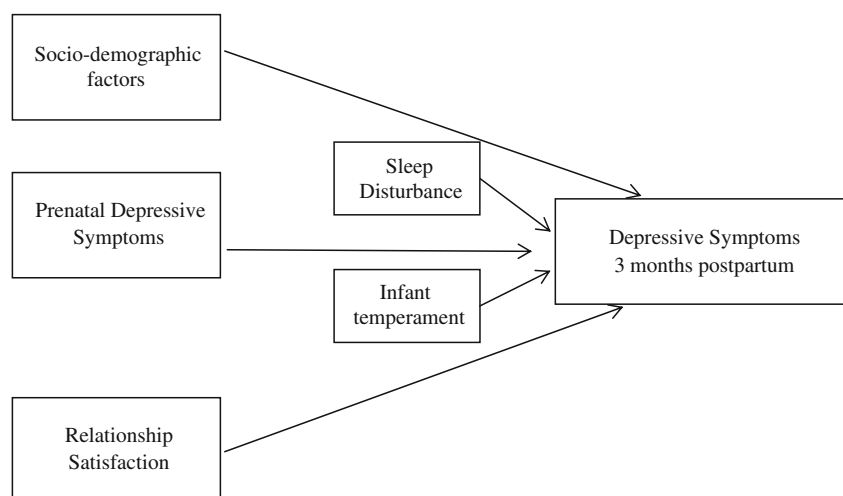 Socio-demographic
factors
Sleep
Disturbance
Prenatal Depressive
Symptoms
Depressive Symptoms
3 months postpartum
Infant
temperament
Relationship
Satisfaction